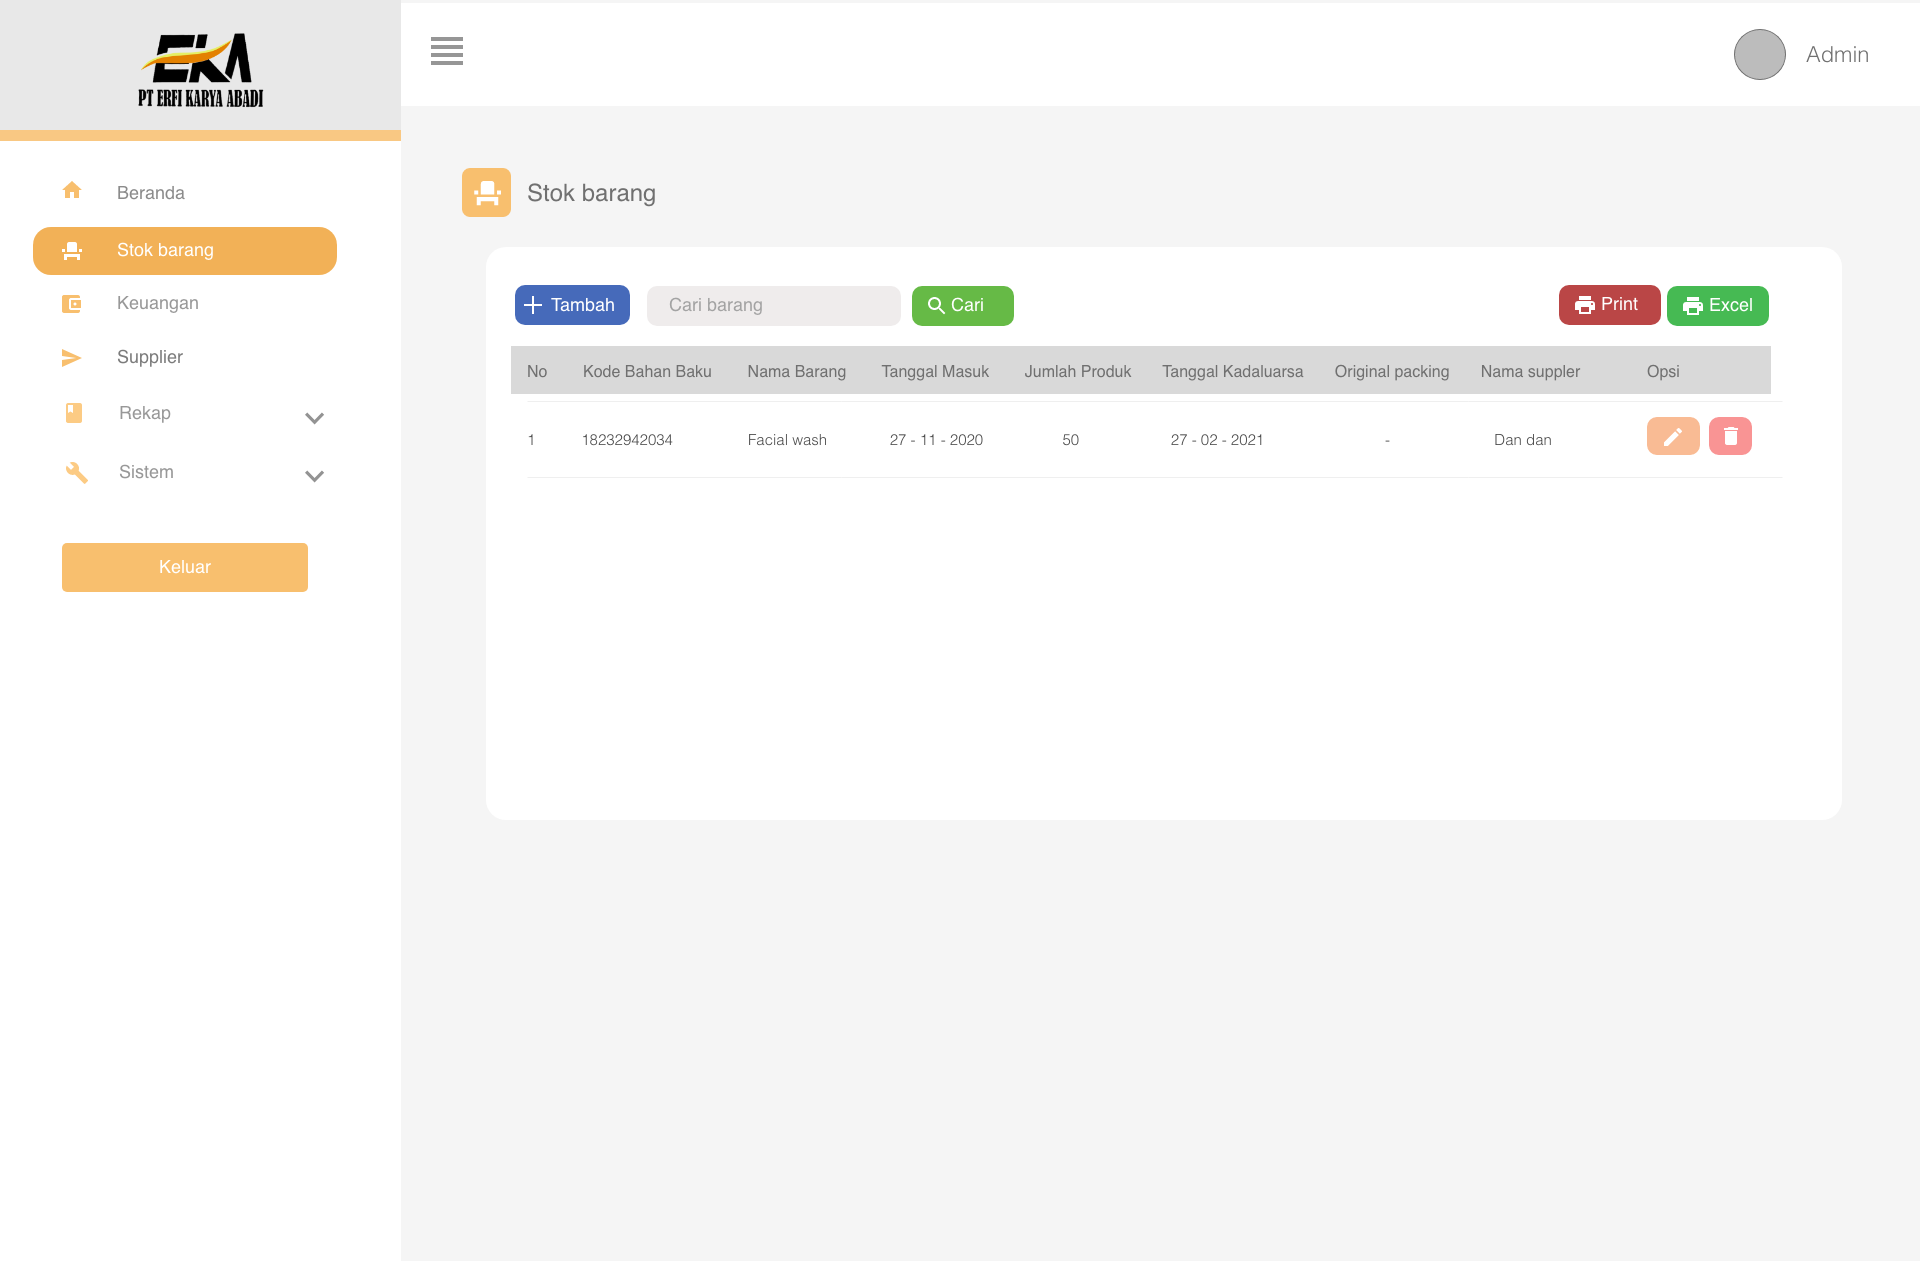 EKA
PT ERFI KARYA ABADI
Admin
Beranda
Stok barang
Keuangan
Supplier
Rekap
Sistem
Keluar
Stok barang
Tambah Cari barang Cari Print Excel
No Kode Bahan Baku Nama Barang Tanggal Masuk Jumlah Produk Tanggal Kadaluarsa Original packing Nama suppler Opsi
1 18232942034 Facial wash 27 - 11 - 2020 50 27 - 02 - 2021 - Dan dan